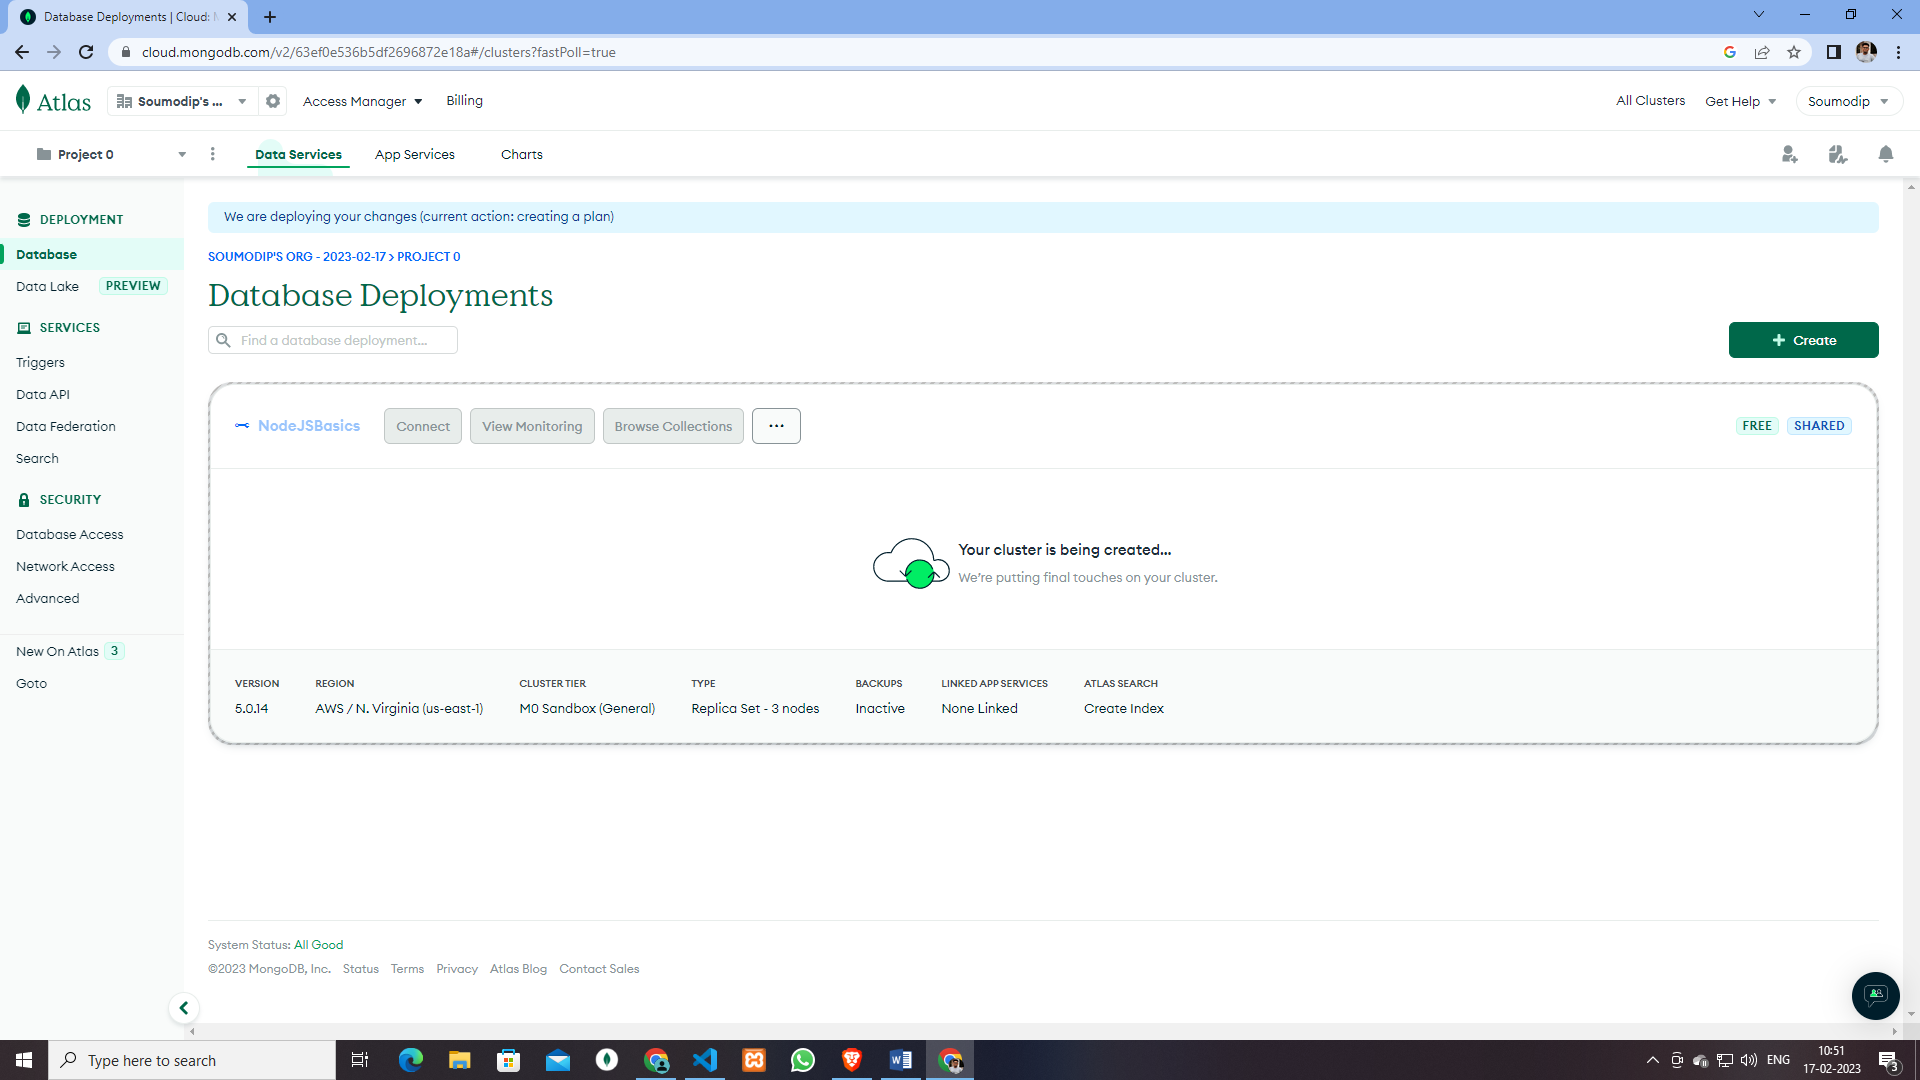 Database Deployments | Cloud:
cloud.mongodb.com/v2/63ef0e536b5df2696872e18a#/clusters?fastPoll=true
Atlas
Soumodip's ...
Access Manager
Billing
All Clusters
Get Help
Soumodip
Project 0
Data Services
App Services
Charts
DEPLOYMENT
Database
Data Lake PREVIEW
SERVICES
Triggers
Data API
Data Federation
Search
SECURITY
Database Access
Network Access
Advanced
New On Atlas 3
Goto
We are deploying your changes (current action: creating a plan)
SOUMODIP'S ORG - 2023-02-17 > PROJECT 0
Database Deployments
Find a database deployment...
+ Create
NodeJSBasics
Connect
View Monitoring
Browse Collections
...
FREE
SHARED
Your cluster is being created...
We're putting final touches on your cluster.
VERSION
5.0.14
REGION
AWS / N. Virginia (us-east-1)
CLUSTER TIER
M0 Sandbox (General)
TYPE
Replica Set - 3 nodes
BACKUPS
Inactive
LINKED APP SERVICES
None Linked
ATLAS SEARCH
Create Index
System Status: All Good
©2023 MongoDB, Inc. Status Terms Privacy Atlas Blog Contact Sales
Type here to search
ENG
10:51
17-02-2023
3